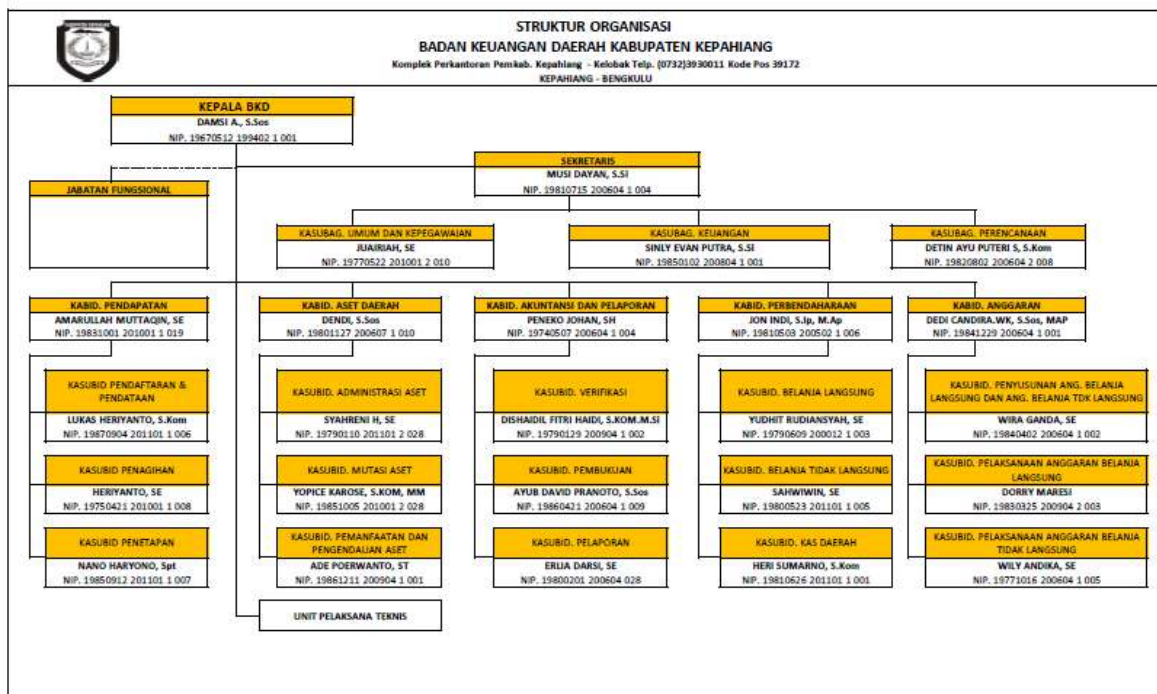 STRUKTUR ORGANISASI
BADAN KEUANGAN DAERAH KABUPATEN KEPAHIANG
Komplek Perkantoran Pemkab. Kepahiang - Kelobak Telp. (0732)3930011 Kode Pos 39172
KEPAHIANG - BENGKULU
KEPALA BKD
DAMSI A., S.Sos
NIP. 19670512 199402 1 001
SEKRETARIS
MUSI DAYAN, S.Si
NIP. 19810715 200604 1 004
JABATAN FUNGSIONAL
KASUBAG. UMUM DAN KEPEGAWAIAN
JUAIRIAH, SE
NIP. 19770522 201001 2 010
KASUBAG. KEUANGAN
SINLY EVAN PUTRA, S.Si
NIP. 19850102 200804 1 001
KASUBAG. PERENCANAAN
DETIN AYU PUTERI S, S.Kom
NIP. 19820802 200604 2 008
KABID. PENDAPATAN
AMARULLAH MUTTAQIN, SE
NIP. 19831001 201001 1 019
KABID. ASET DAERAH
DENDI, S.Sos
NIP. 19801127 200607 1 010
KABID. AKUNTANSI DAN PELAPORAN
PENEKO JOHAN, SH
NIP. 19740507 200604 1 004
KABID. PERBENDAHARAAN
JON INDI, S.Ip, M.Ap
NIP. 19810503 200502 1 006
KABID. ANGGARAN
DEDI CANDIRA.WK, S.Sos, MAP
NIP. 19841229 200604 1 001
KASUBID PENDAFTARAN &
PENDATAAN
LUKAS HERIYANTO, S.Kom
NIP. 19870904 201101 1 006
KASUBID. ADMINISTRASI ASET
SYAHRENI H, SE
NIP. 19790110 201101 2 028
KASUBID. VERIFIKASI
DISHAIDIL FITRI HAIDI, S.KOM.M.Si
NIP. 19790129 200904 1 002
KASUBID. BELANJA LANGSUNG
YUDHIT RUDIANSYAH, SE
NIP. 19790609 200012 1 003
KASUBID. PENYUSUNAN ANG. BELANJA
LANGSUNG DAN ANG. BELANJA TDK LANGSUNG
WIRA GANDA, SE
NIP. 19840402 200604 1 002
KASUBID PENAGIHAN
HERIYANTO, SE
NIP. 19750421 201001 1 008
KASUBID. MUTASI ASET
YOPICE KAROSE, S.KOM, MM
NIP. 19851005 201001 2 028
KASUBID. PEMBUKUAN
AYUB DAVID PRANOTO, S.Sos
NIP. 19860421 200604 1 009
KASUBID. BELANJA TIDAK LANGSUNG
SAHWIWIN, SE
NIP. 19800523 201101 1 005
KASUBID. PELAKSANAAN ANGGARAN BELANJA
LANGSUNG
DORRY MARESI
NIP. 19830325 200904 2 003
KASUBID PENETAPAN
NANO HARYONO, Spt
NIP. 19850912 201101 1 007
KASUBID. PEMANFAATAN DAN
PENGENDALIAN ASET
ADE POERWANTO, ST
NIP. 19861211 200904 1 001
KASUBID. PELAPORAN
ERLIA DARSI, SE
NIP. 19800201 200604 028
KASUBID. KAS DAERAH
HERI SUMARNO, S.Kom
NIP. 19810626 201101 1 001
KASUBID. PELAKSANAAN ANGGARAN BELANJA
TIDAK LANGSUNG
WILY ANDIKA, SE
NIP. 19771016 200604 1 005
UNIT PELAKSANA TEKNIS